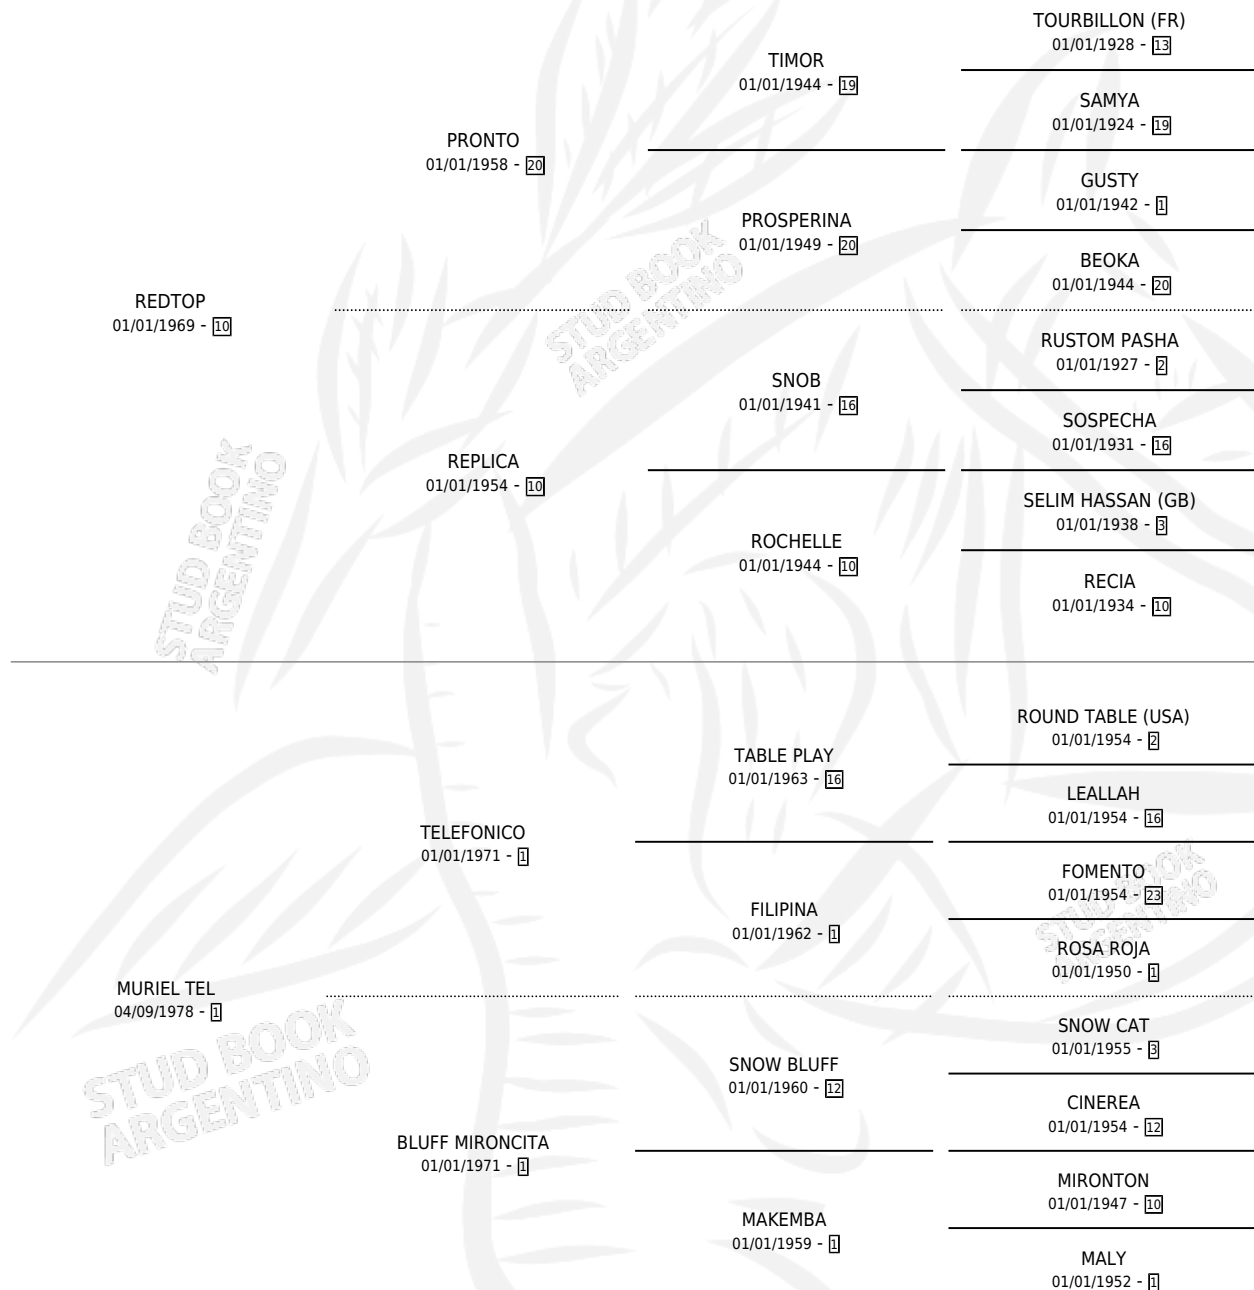 TOURBILLON (FR)
01/01/1928 - 13
TIMOR
01/01/1944 - 19
SAMYA
01/01/1924 - 19
PRONTO
01/01/1958 - 20
GUSTY
01/01/1942 - 1
PROSPERINA
01/01/1949 - 20
BEOKA
01/01/1944 - 20
REDTOP
01/01/1969 - 10
RUSTOM PASHA
01/01/1927 - 2
SNOB
01/01/1941 - 16
SOSPECHA
01/01/1931 - 16
REPLICA
01/01/1954 - 10
SELIM HASSAN (GB)
01/01/1938 - 3
ROCHELLE
01/01/1944 - 10
RECIA
01/01/1934 - 10
ROUND TABLE (USA)
01/01/1954 - 2
TABLE PLAY
01/01/1963 - 16
LEALLAH
01/01/1954 - 16
TELEFONICO
01/01/1971 - 1
FOMENTO
01/01/1954 - 23
FILIPINA
01/01/1962 - 1
ROSA ROJA
01/01/1950 - 1
MURIEL TEL
04/09/1978 - 1
SNOW CAT
01/01/1955 - 3
SNOW BLUFF
01/01/1960 - 12
CINEREA
01/01/1954 - 12
BLUFF MIRONCITA
01/01/1971 - 1
MIRONTON
01/01/1947 - 10
MAKEMBA
01/01/1959 - 1
MALY
01/01/1952 - 1
STUD BOOK
ARGENTINO
STUD BOOK
ARGENTINO
STUD BOOK
ARGENTINO
STUD BOOK
ARGENTINO